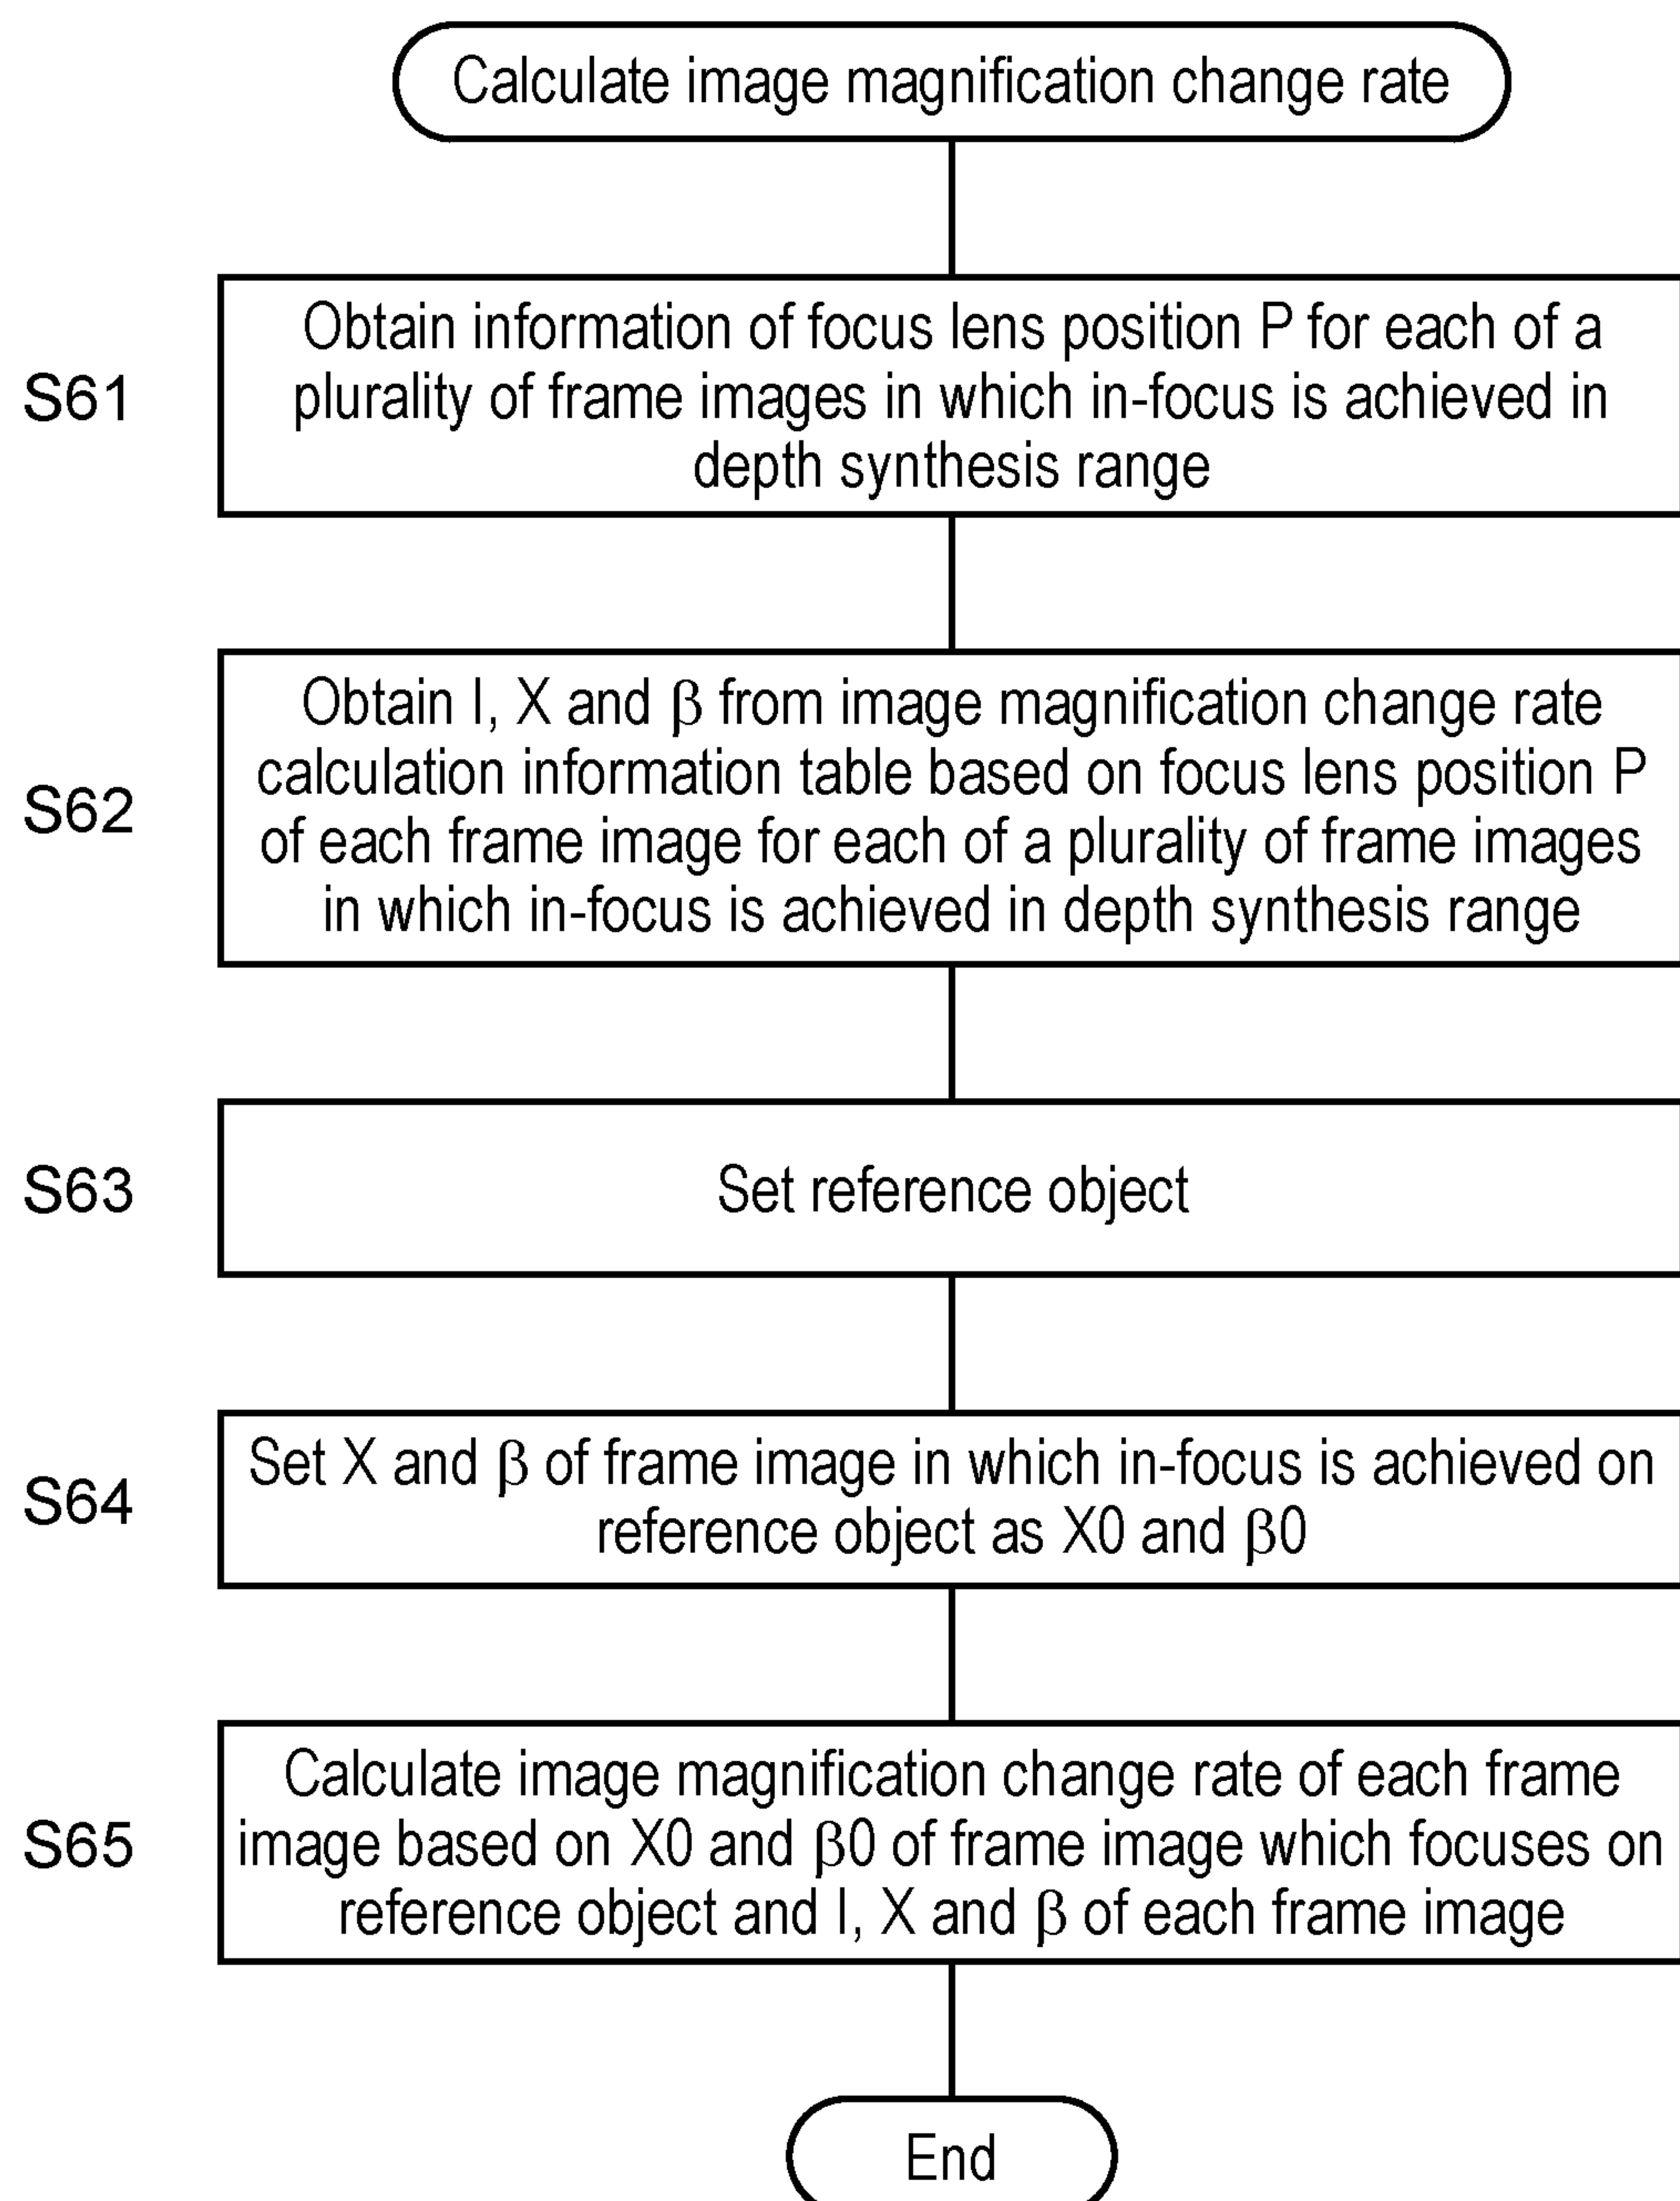 Calculate image magnification change rate
S61
Obtain information of focus lens position P for each of a
plurality of frame images in which in-focus is achieved in
depth synthesis range
S62
Obtain I, X and β from image magnification change rate
calculation information table based on focus lens position P
of each frame image for each of a plurality of frame images
in which in-focus is achieved in depth synthesis range
S63
Set reference object
S64
Set X and β of frame image in which in-focus is achieved on
reference object as X0 and β0
S65
Calculate image magnification change rate of each frame
image based on X0 and β0 of frame image which focuses on
reference object and I, X and β of each frame image
End